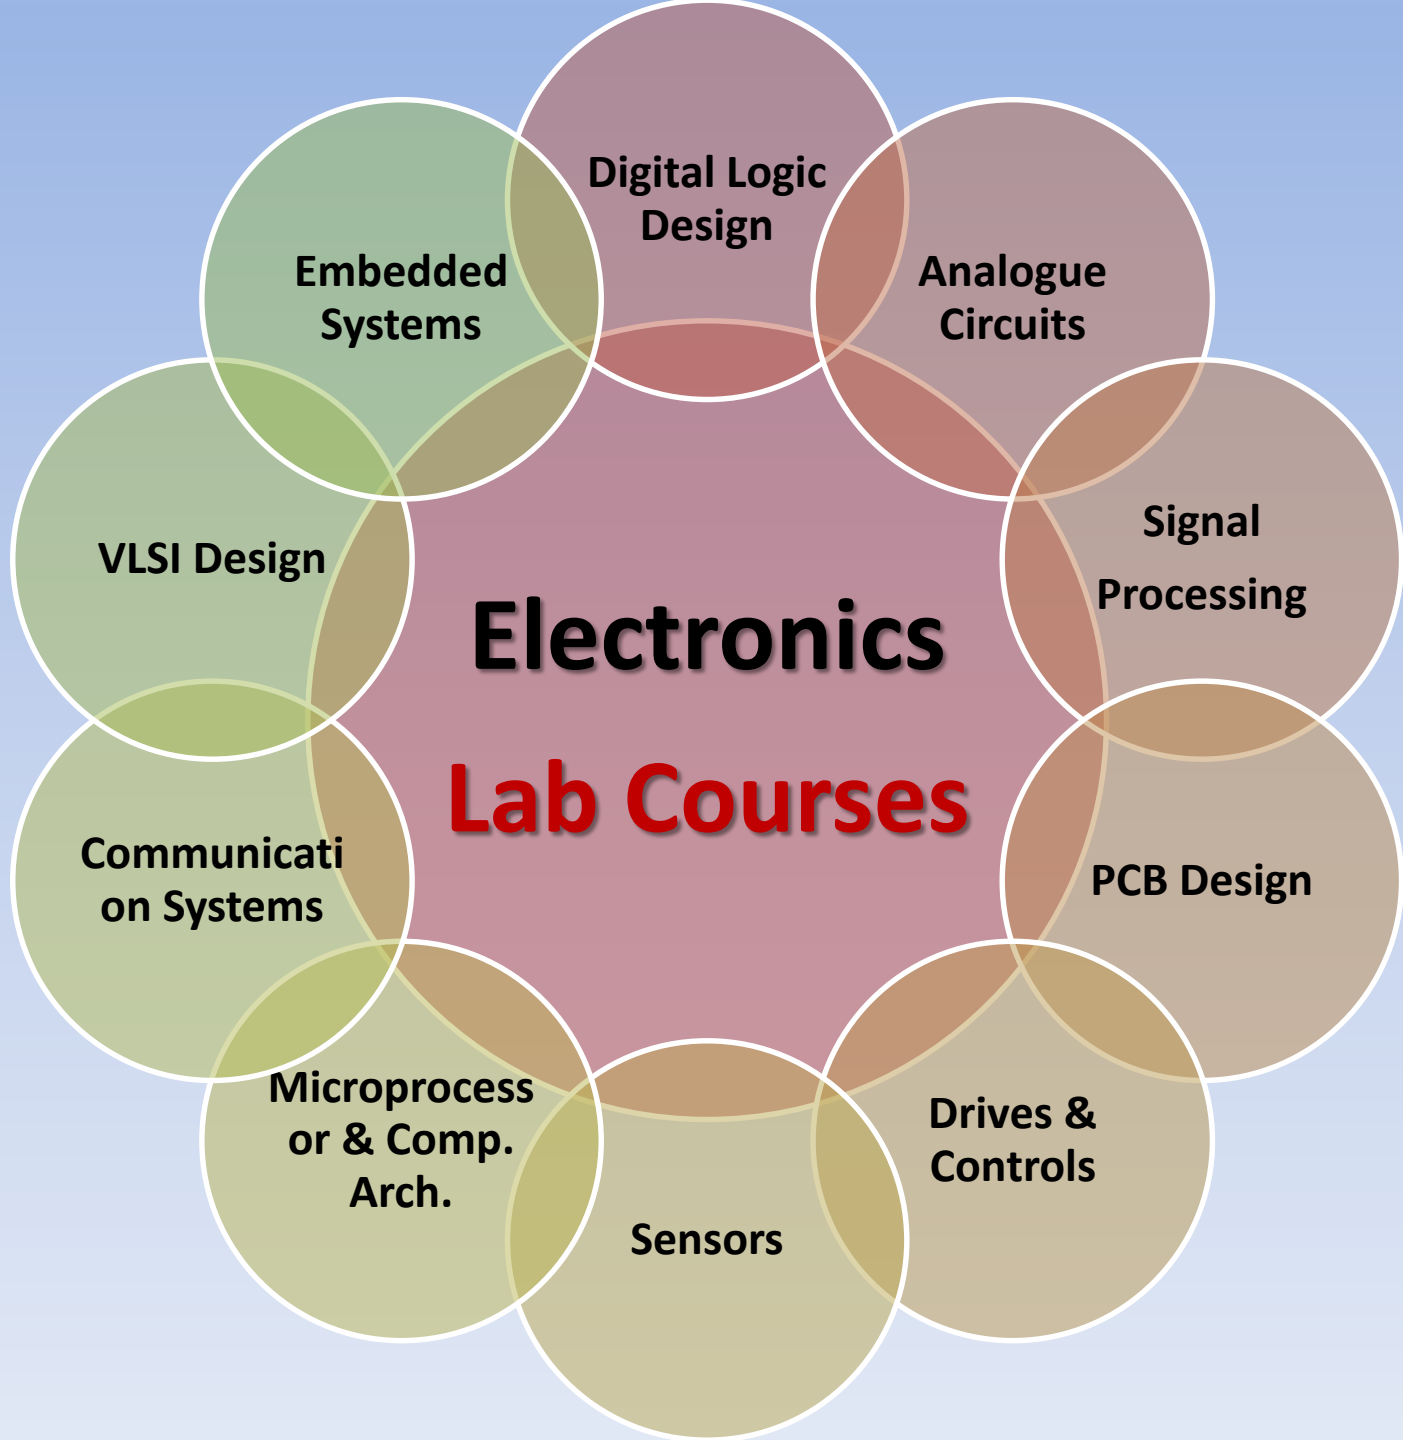 Digital Logic
Design
Analogue
Circuits
Signal
Processing
PCB Design
Drives &
Controls
Sensors
Microprocess
or & Comp.
Arch.
Communicati
on Systems
VLSI Design
Embedded
Systems
Electronics
Lab Courses